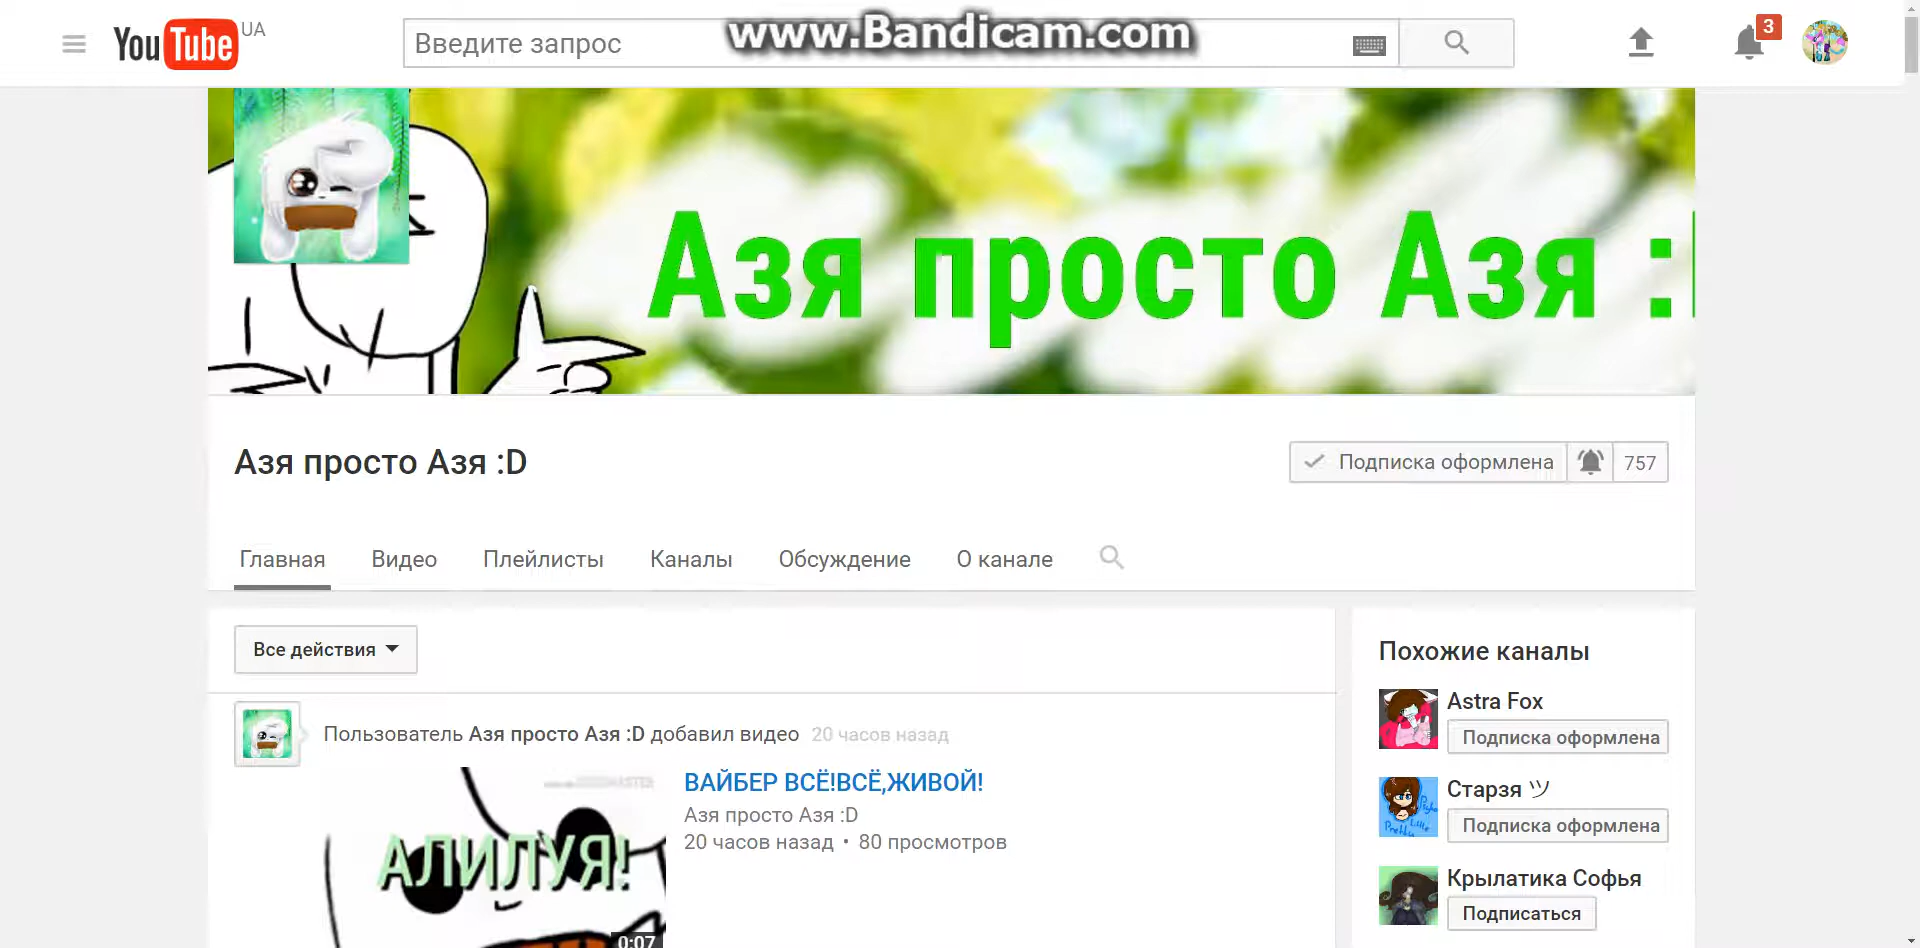 YouTube UA
Введите запрос
www.Bandicam.com
3
Азя просто Азя :
Азя просто Азя :D
Подписка оформлена 757
Главная Видео Плейлисты Каналы Обсуждение О канале
Все действия
Пользователь Азя просто Азя :D добавил видео 20 часов назад
ВАЙБЕР ВСЁ!ВСЁ,ЖИВОЙ!
Азя просто Азя :D
20 часов назад • 80 просмотров
АЛИЛУЯ!
0:07
Похожие каналы
Astra Fox
Подписка оформлена
Старзя ツ
Подписка оформлена
Крылатика Софья
Подписаться